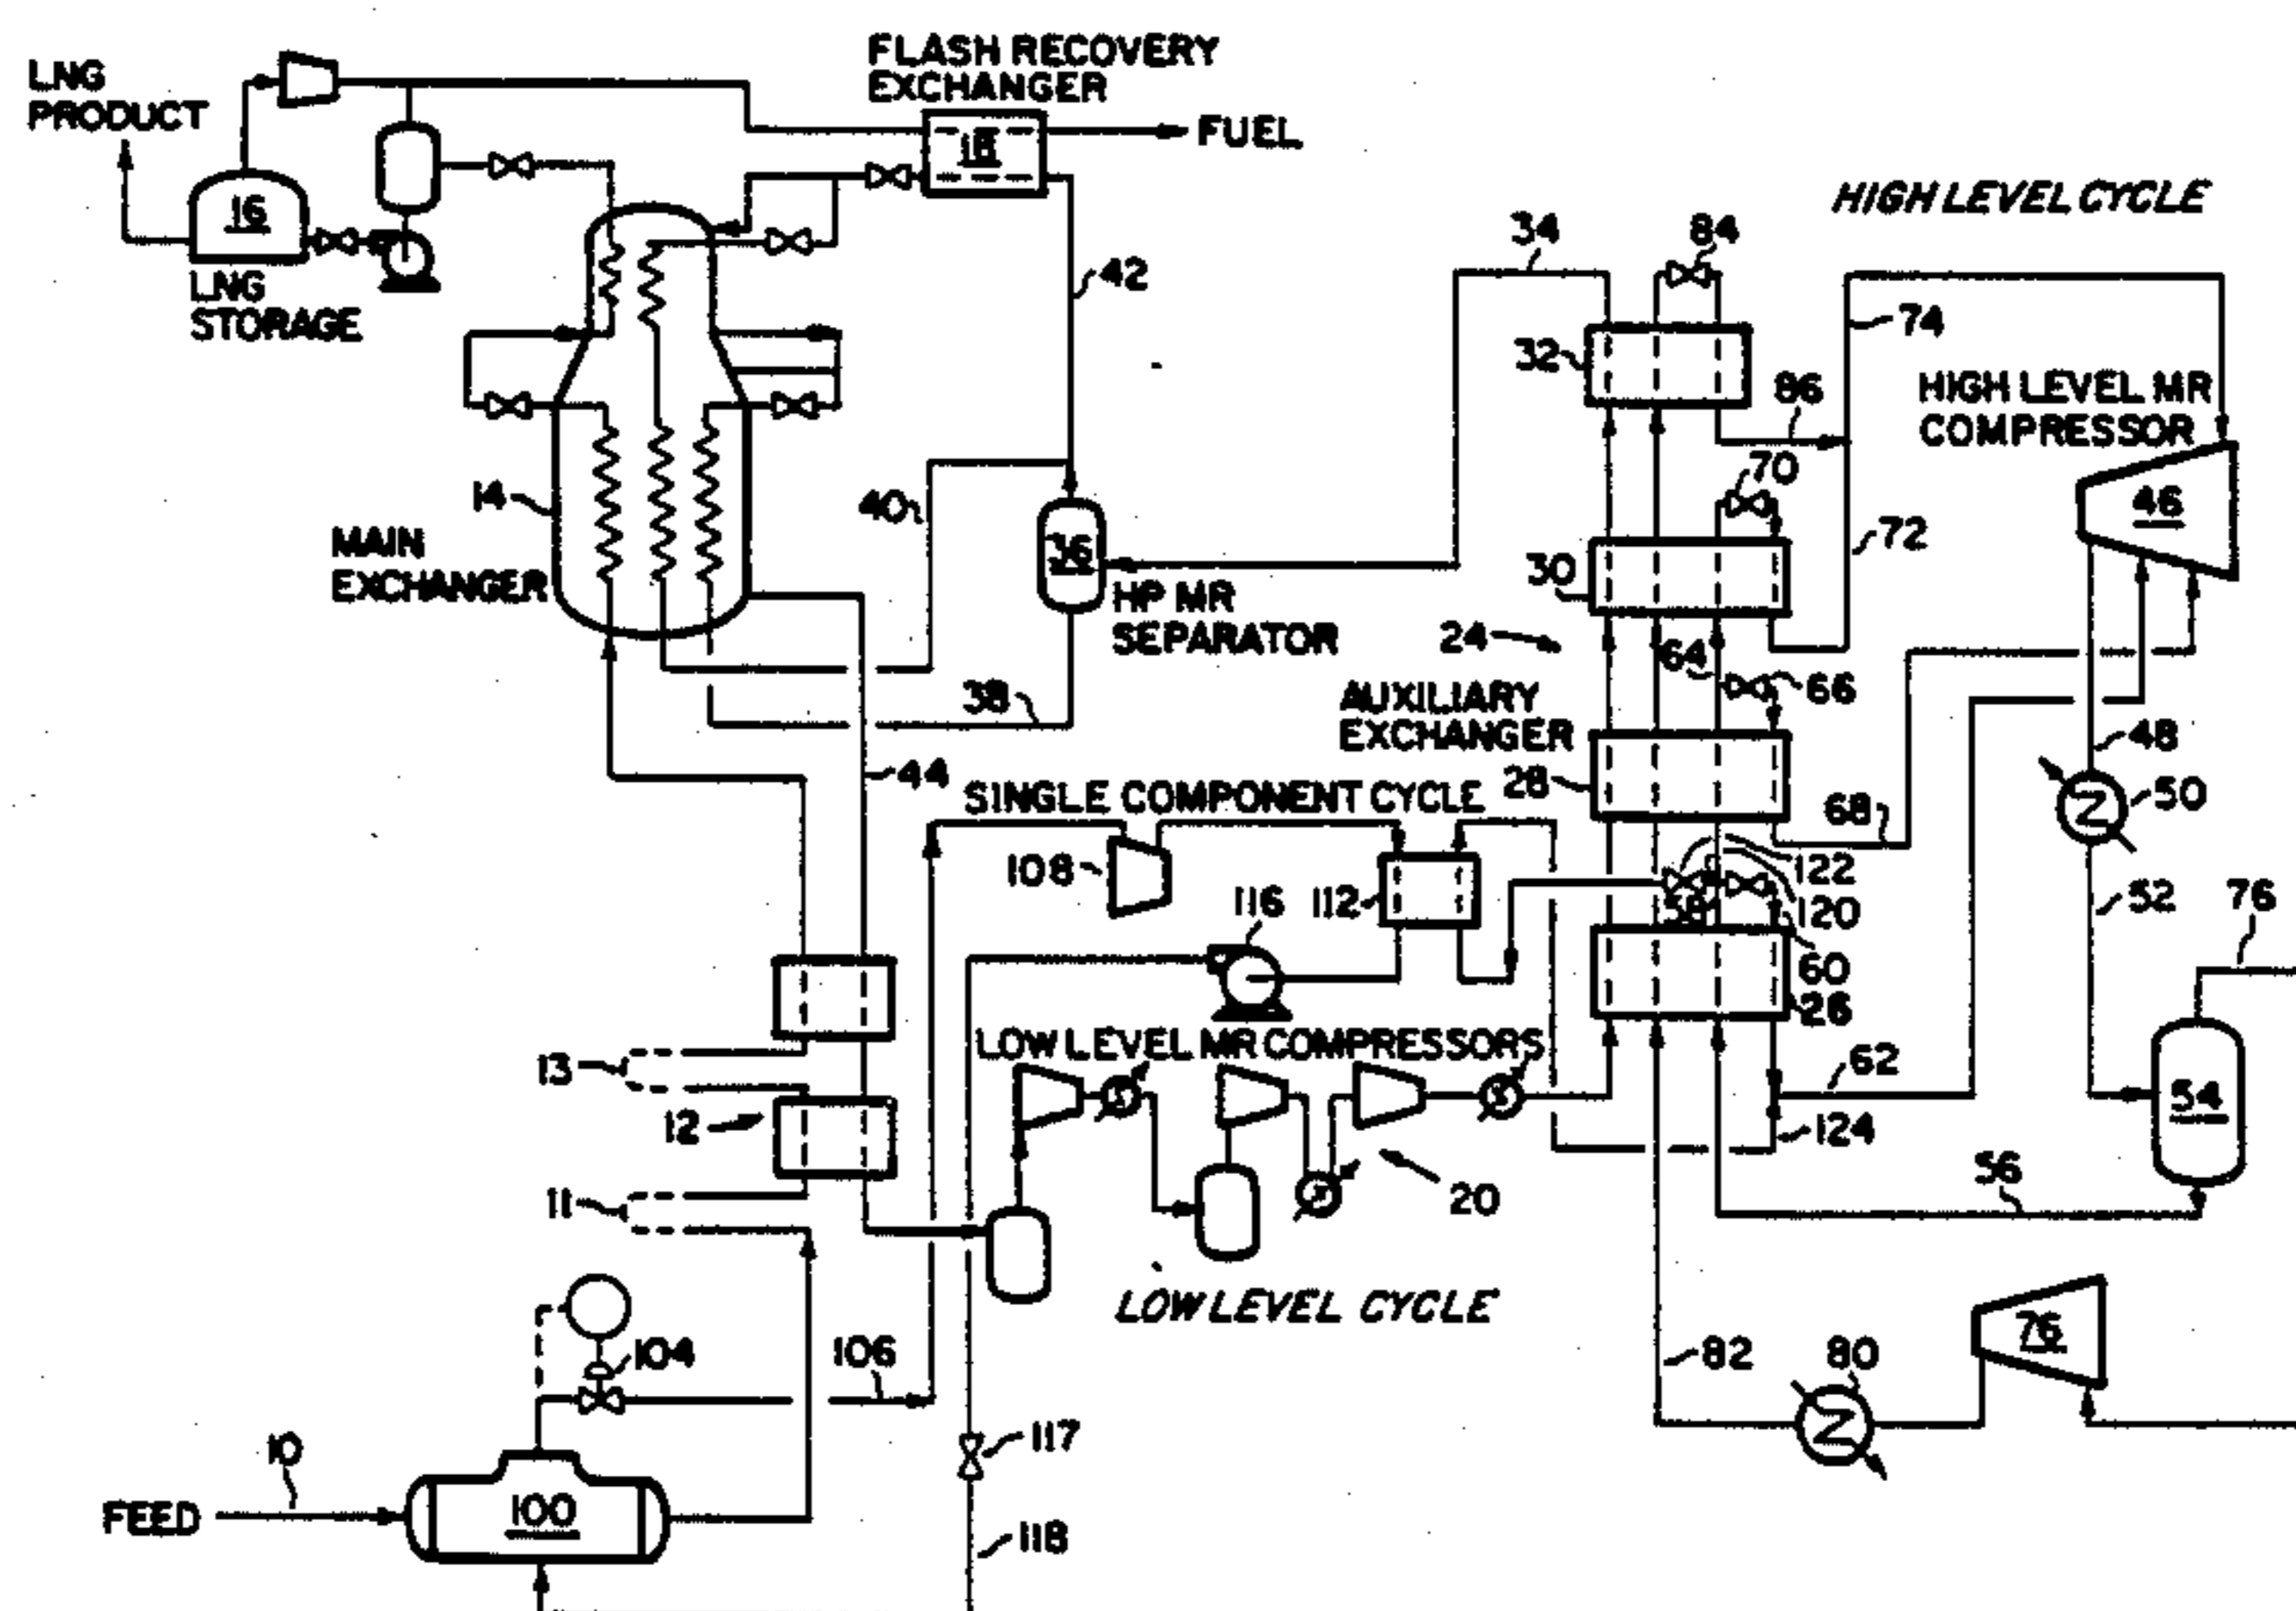 FLASH RECOVERY
EXCHANGER
LNG
PRODUCT
18
FUEL
16
LNG
STORAGE
HIGH LEVEL CYCLE
34
84
42
74
32
86
HIGH LEVEL MR
COMPRESSOR
70
14
40
46
MAIN
EXCHANGER
36
72
30
HP MR
SEPARATOR
24
64
66
38
AUXILIARY
EXCHANGER
48
44
28
50
SINGLE COMPONENT CYCLE
68
108
122
116
112
58
120
52
76
60
26
LOW LEVEL MR COMPRESSORS
13
62
54
12
124
56
11
20
LOW LEVEL CYCLE
104
106
82
80
76
10
117
FEED
100
118